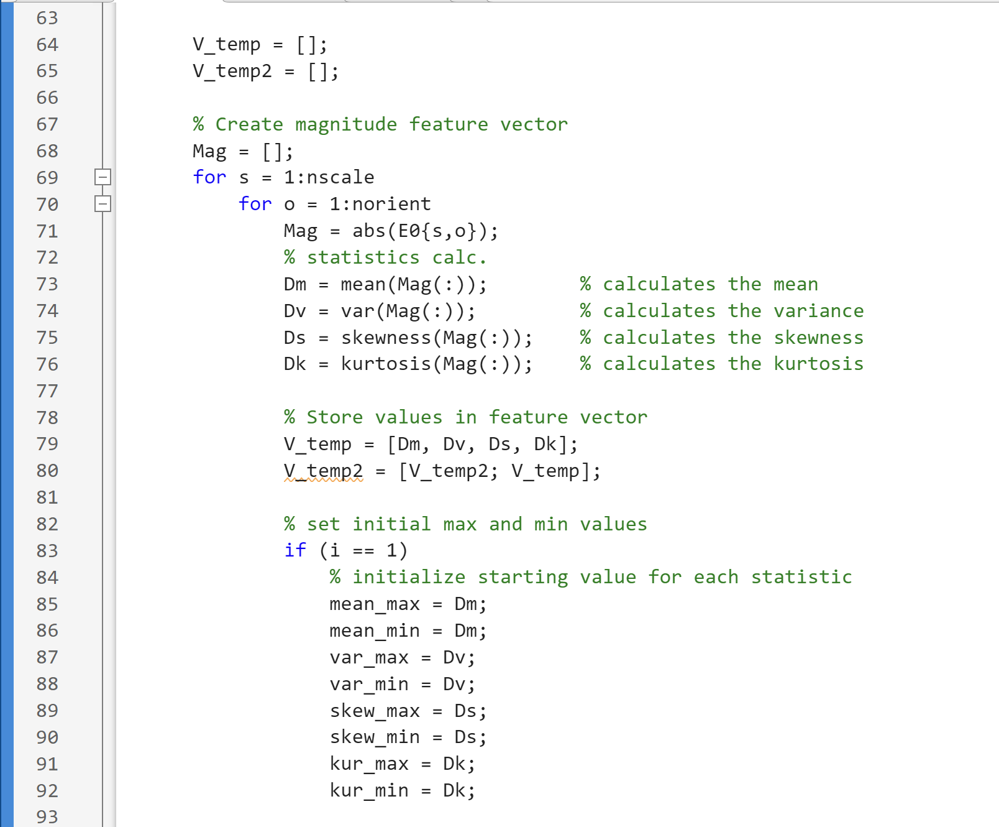 63
64 V_temp = [];
65 V_temp2 = [];
66
67 % Create magnitude feature vector
68 Mag = [];
69 for s = 1:nscale
70 for o = 1:norient
71 Mag = abs(E0{s,o});
72 % statistics calc.
73 Dm = mean(Mag(:)); % calculates the mean
74 Dv = var(Mag(:)); % calculates the variance
75 Ds = skewness(Mag(:)); % calculates the skewness
76 Dk = kurtosis(Mag(:)); % calculates the kurtosis
77
78 % Store values in feature vector
79 V_temp = [Dm, Dv, Ds, Dk];
80 V_temp2 = [V_temp2; V_temp];
81
82 % set initial max and min values
83 if (i == 1)
84 % initialize starting value for each statistic
85 mean_max = Dm;
86 mean_min = Dm;
87 var_max = Dv;
88 var_min = Dv;
89 skew_max = Ds;
90 skew_min = Ds;
91 kur_max = Dk;
92 kur_min = Dk;
93